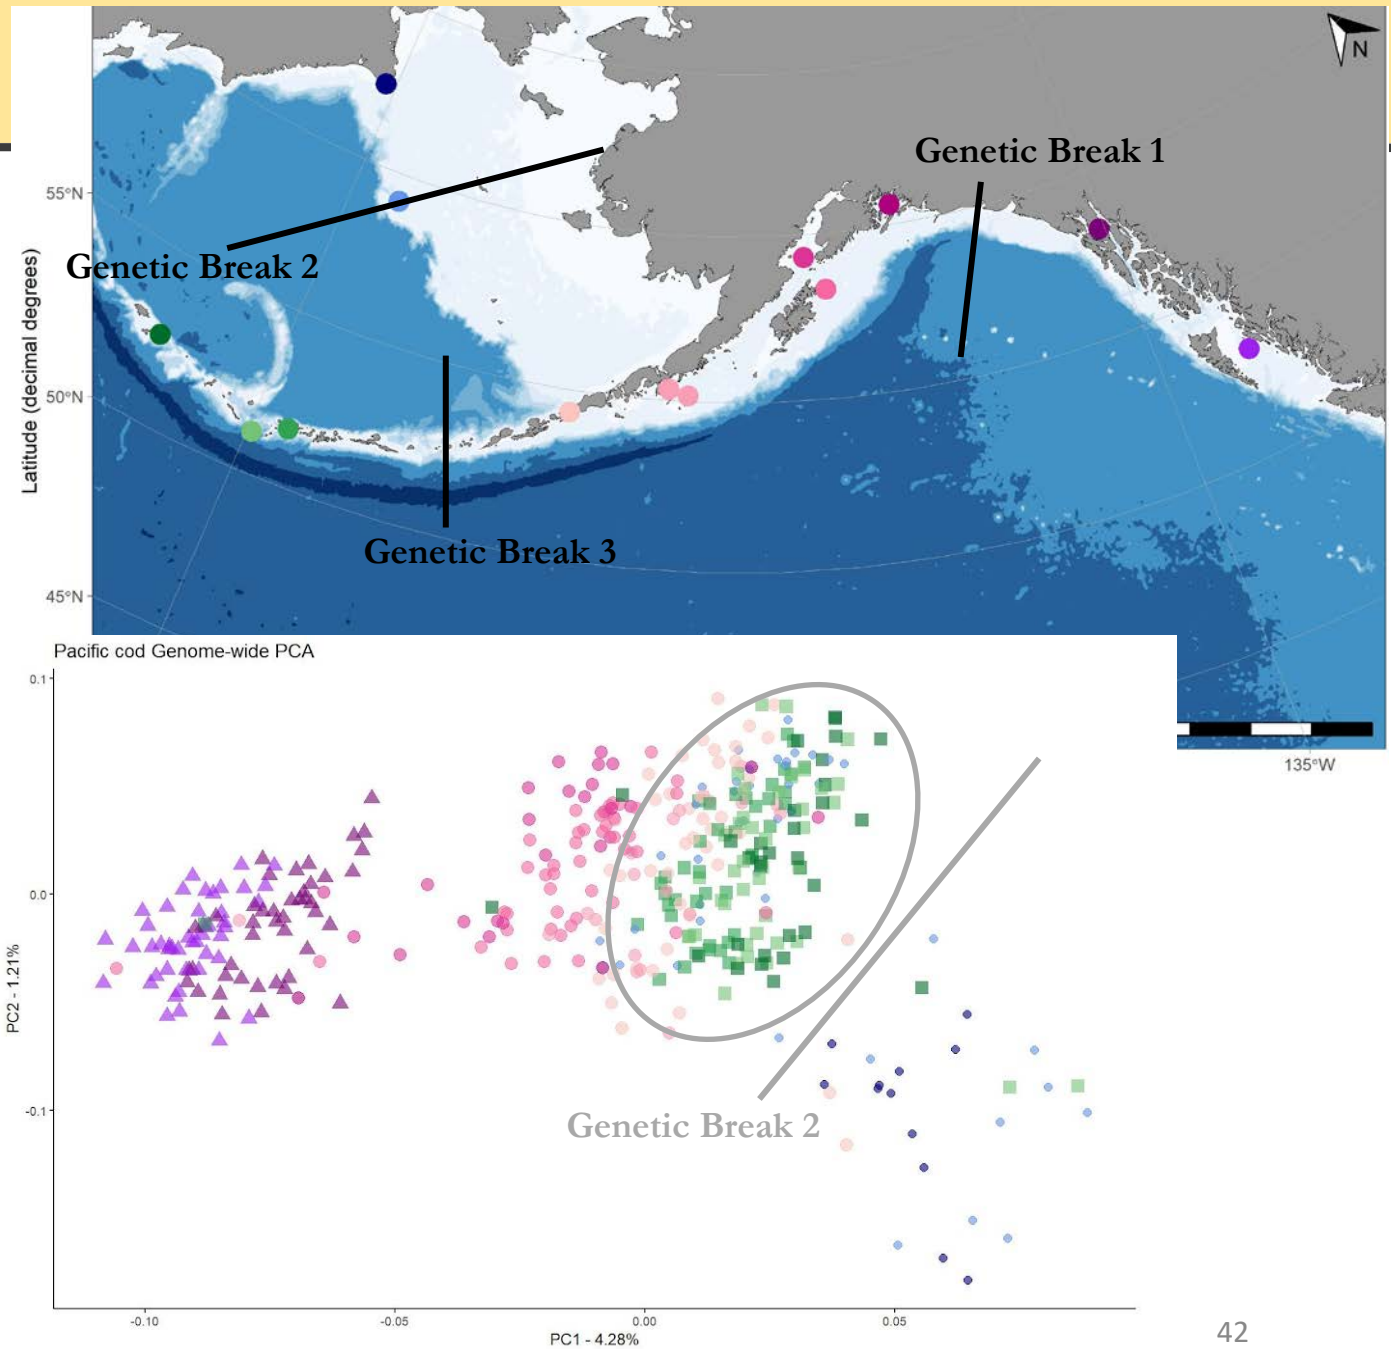 N
Genetic Break 1
55°N
Genetic Break 2
50°N
Latitude (decimal degrees)
Genetic Break 3
45°N
Pacific cod Genome-wide PCA
0.1
135°W
0.0
PC2 - 1.21%
-0.1
Genetic Break 2
-0.10
-0.05
0.00
0.05
PC1 - 4.28%
42